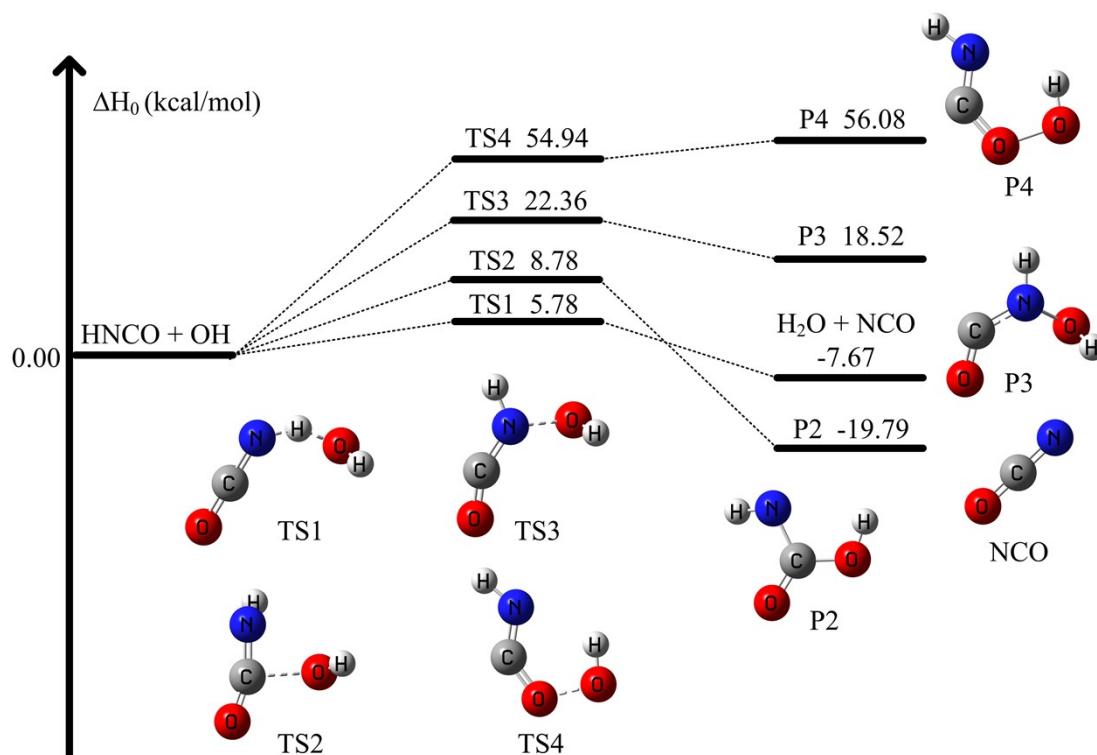 ΔH₀ (kcal/mol)
H
N
C
O
O
H
P4
P4 56.08
TS4 54.94
TS3 22.36
TS2 8.78
TS1 5.78
P3 18.52
H₂O + NCO
-7.67
P2 -19.79
HNCO + OH
0.00
H
N
C
O
O
H
P3
N
H
O
H
C
O
TS1
H
N
O
H
C
O
TS3
H
N
H
C
O
O
P2
N
C
O
NCO
H
N
C
O
H
O
TS2
H
N
C
H
O
O
TS4